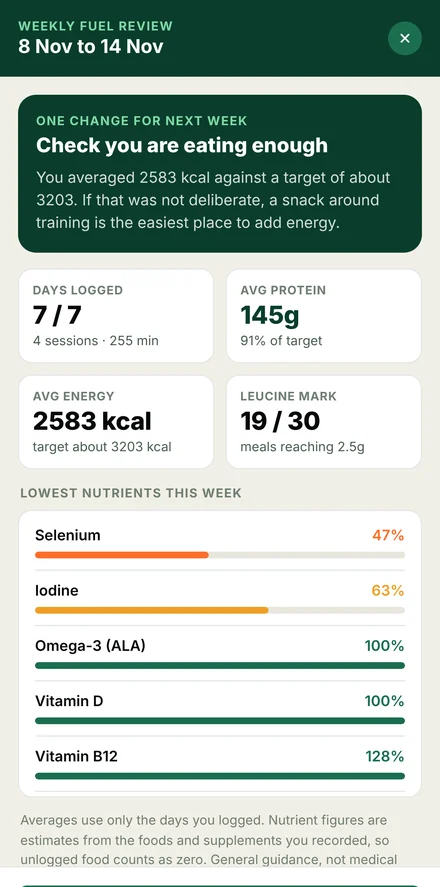 WEEKLY FUEL REVIEW
8 Nov to 14 Nov
ONE CHANGE FOR NEXT WEEK
Check you are eating enough
You averaged 2583 kcal against a target of about
3203. If that was not deliberate, a snack around
training is the easiest place to add energy.
DAYS LOGGED
7 / 7
4 sessions · 255 min
AVG PROTEIN
145g
91% of target
AVG ENERGY
2583 kcal
target about 3203 kcal
LEUCINE MARK
19 / 30
meals reaching 2.5g
LOWEST NUTRIENTS THIS WEEK
Selenium 47%
Iodine 63%
Omega-3 (ALA) 100%
Vitamin D 100%
Vitamin B12 128%
Averages use only the days you logged. Nutrient figures are
estimates from the foods and supplements you recorded, so
unlogged food counts as zero. General guidance, not medical